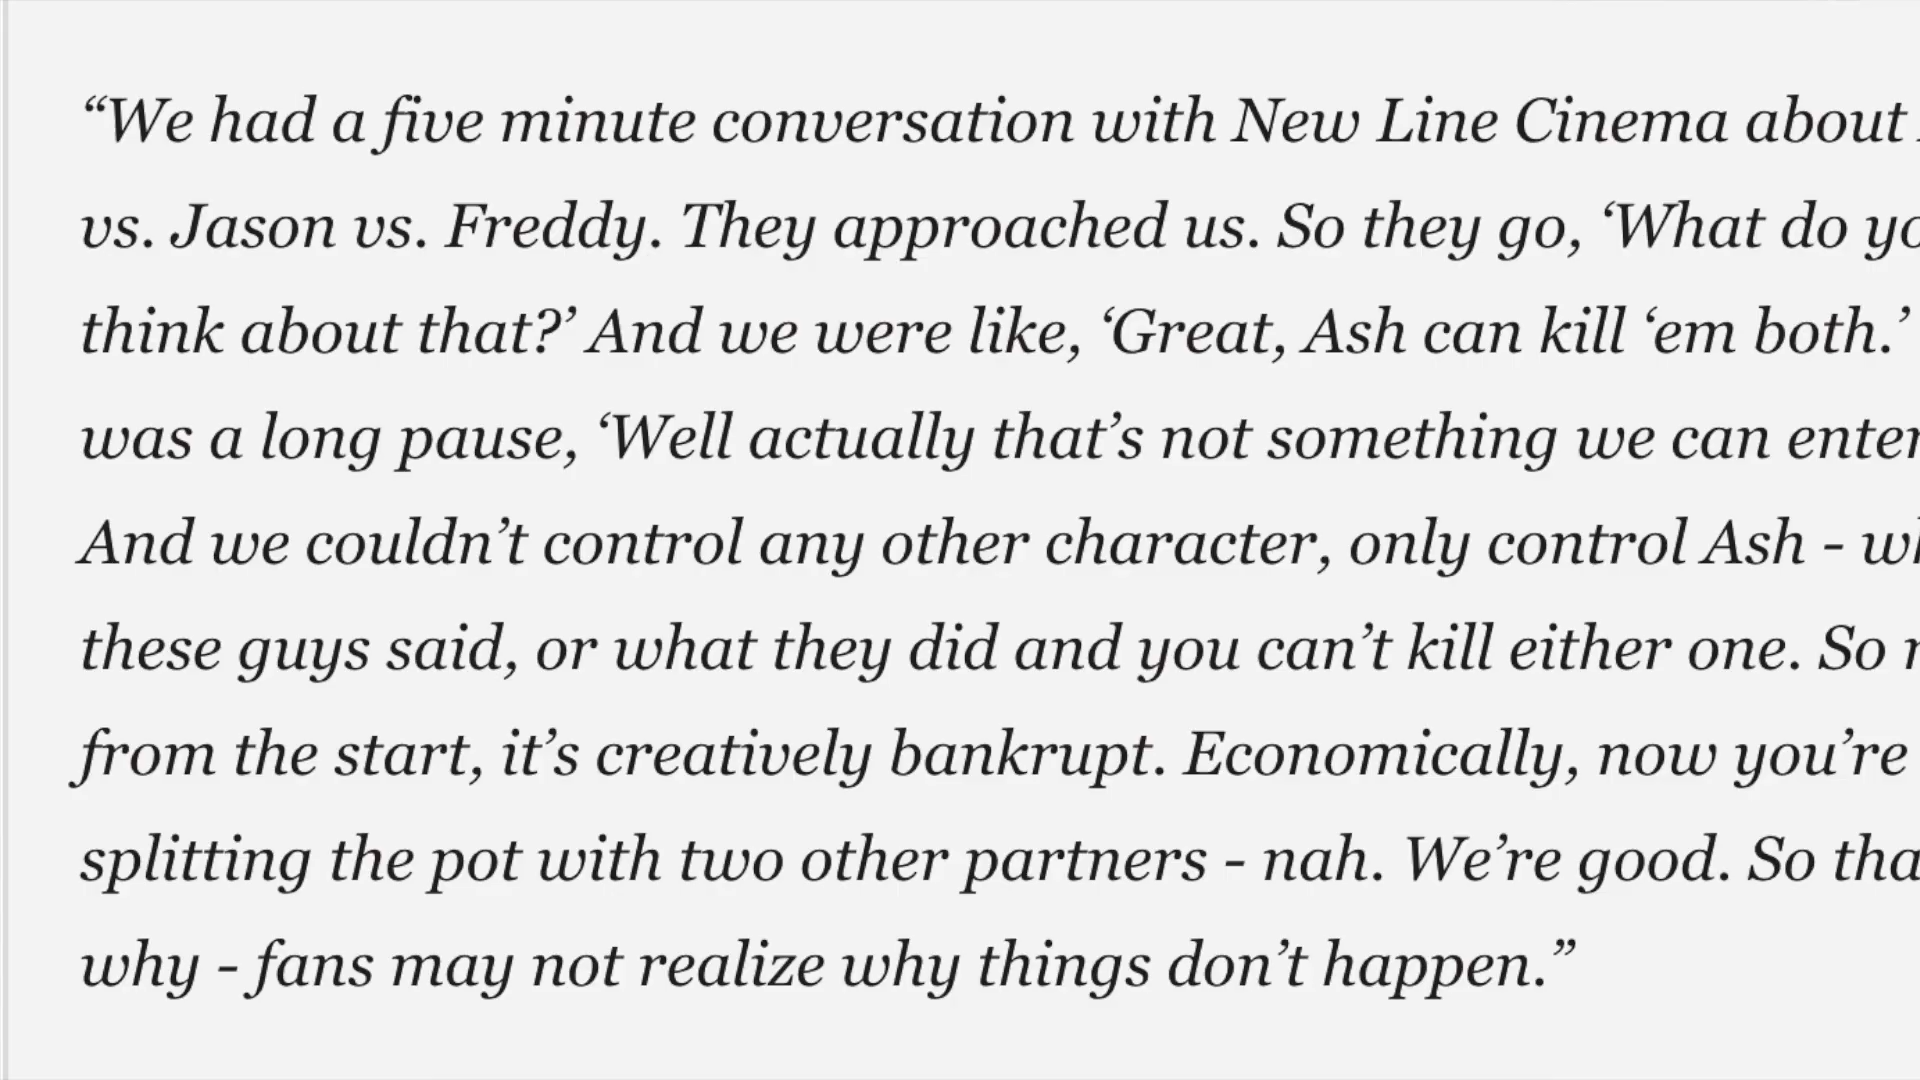 “We had a five minute conversation with New Line Cinema about
vs. Jason vs. Freddy. They approached us. So they go, ‘What do
think about that?’ And we were like, ‘Great, Ash can kill ‘em both.’
was a long pause, ‘Well actually that’s not something we can
And we couldn’t control any other character, only control Ash -
these guys said, or what they did and you can’t kill either one. So
from the start, it’s creatively bankrupt. Economically, now you’re
splitting the pot with two other partners - nah. We’re good. So
why - fans may not realize why things don’t happen.”